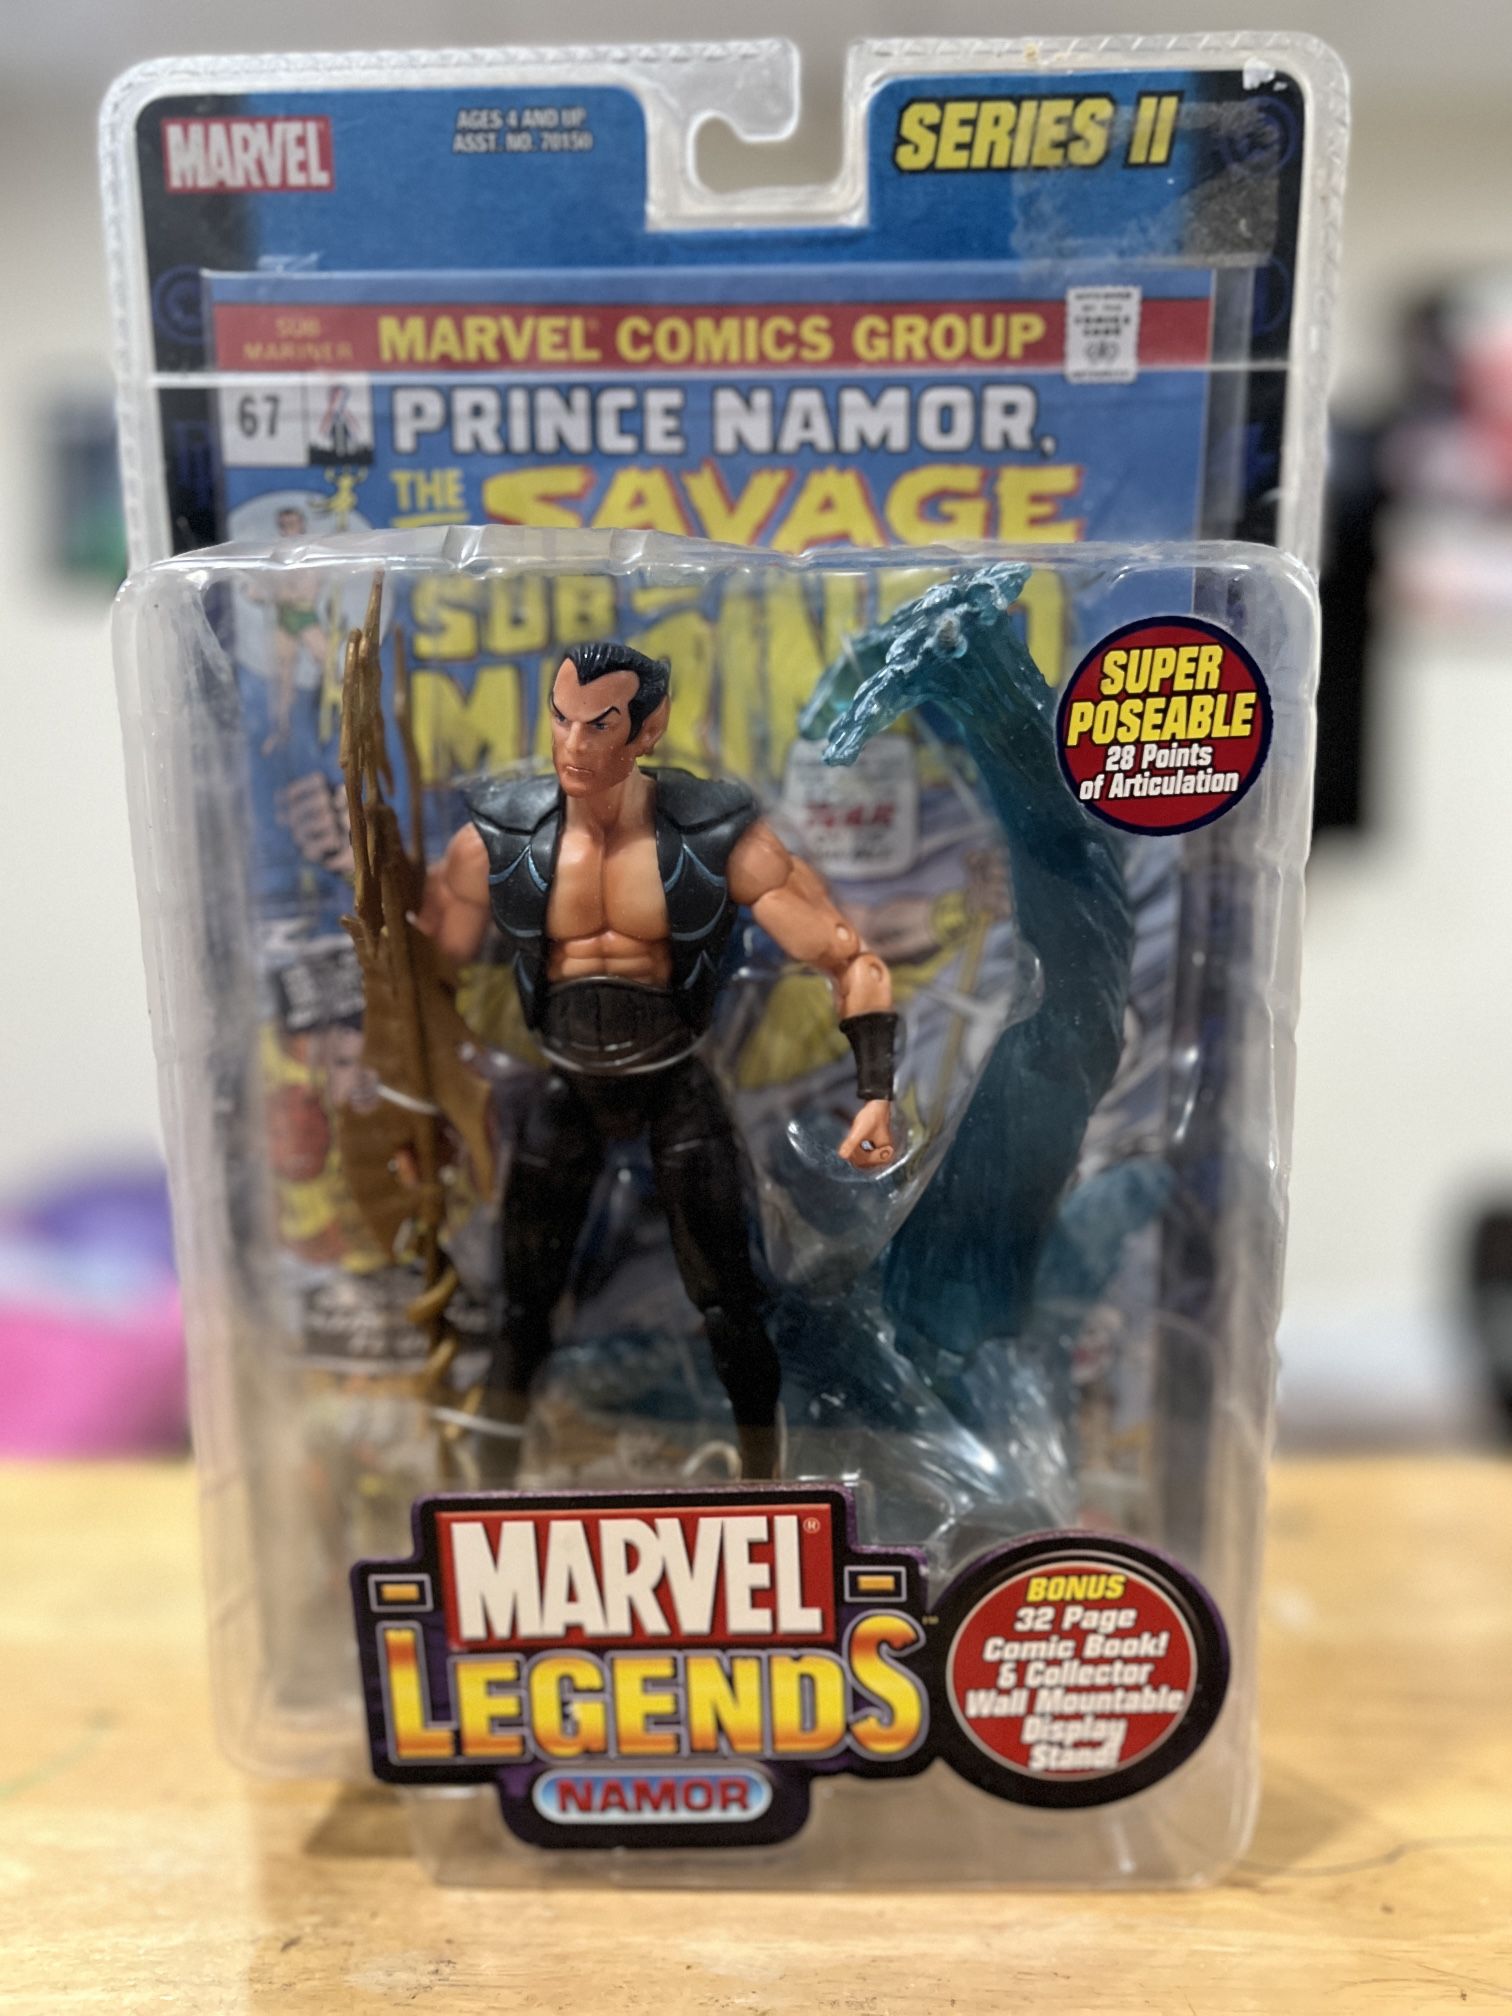 MARVEL
AGES 4 AND UP
ASST. NO. 70150
SERIES II
SUB-
MARINER
MARVEL COMICS GROUP
67
PRINCE NAMOR,
THE SAVAGE
SUB-
SUPER
POSEABLE
28 Points
of Articulation
MARVEL®
LEGENDS™
NAMOR
BONUS
32 Page
Comic Book!
& Collector
Wall Mountable
Display
Stand!